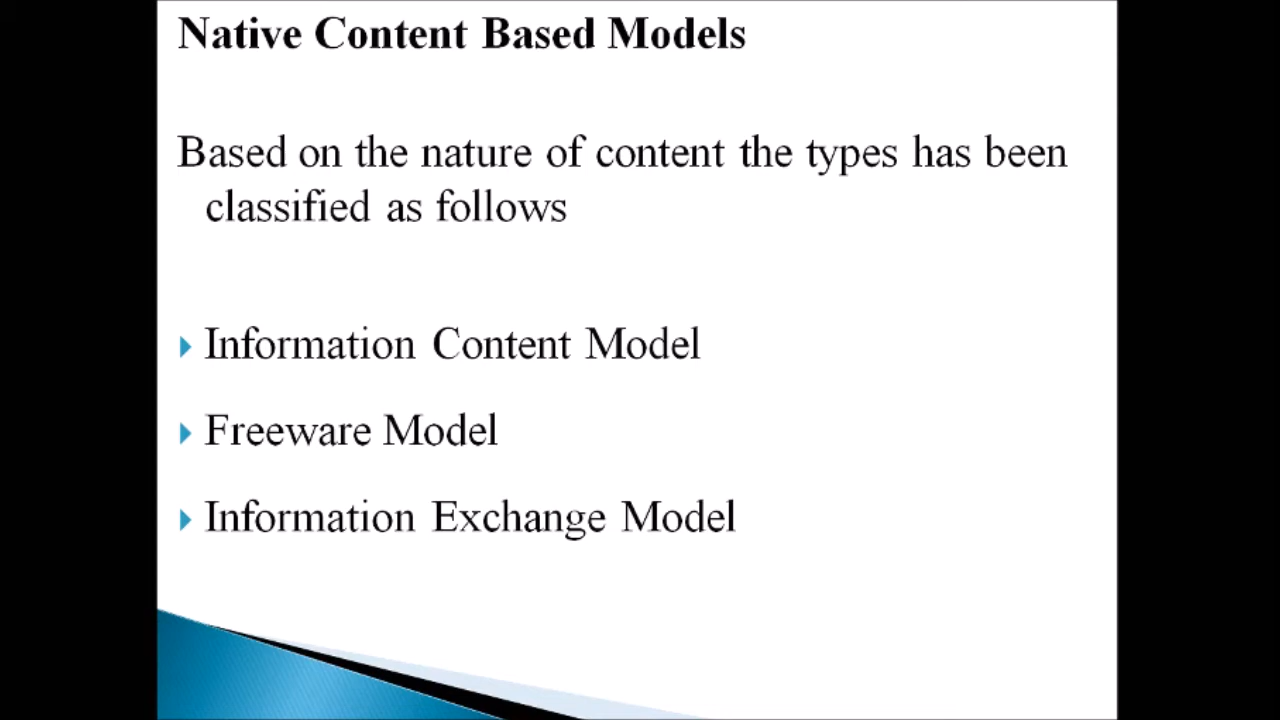 Native Content Based Models
Based on the nature of content the types has been
classified as follows
Information Content Model
Freeware Model
Information Exchange Model